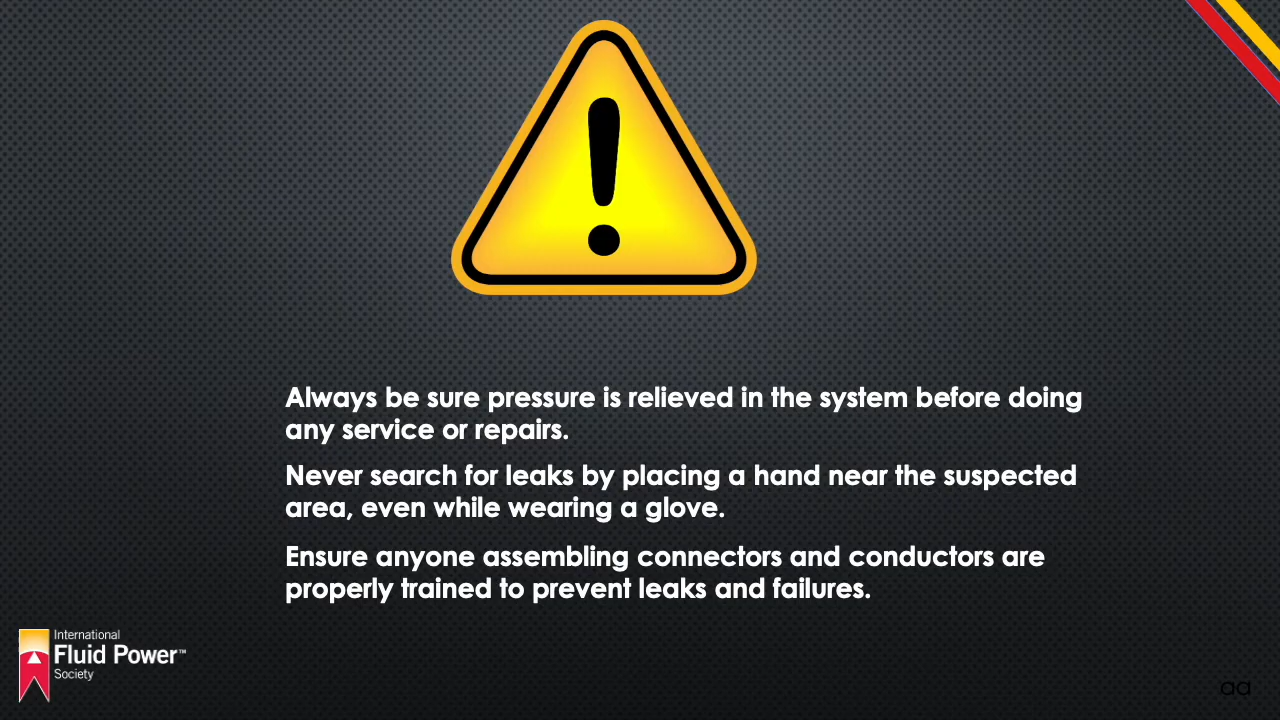 !
Always be sure pressure is relieved in the system before doing
any service or repairs.
Never search for leaks by placing a hand near the suspected
area, even while wearing a glove.
Ensure anyone assembling connectors and conductors are
properly trained to prevent leaks and failures.
International
Fluid Power™
Society
aa